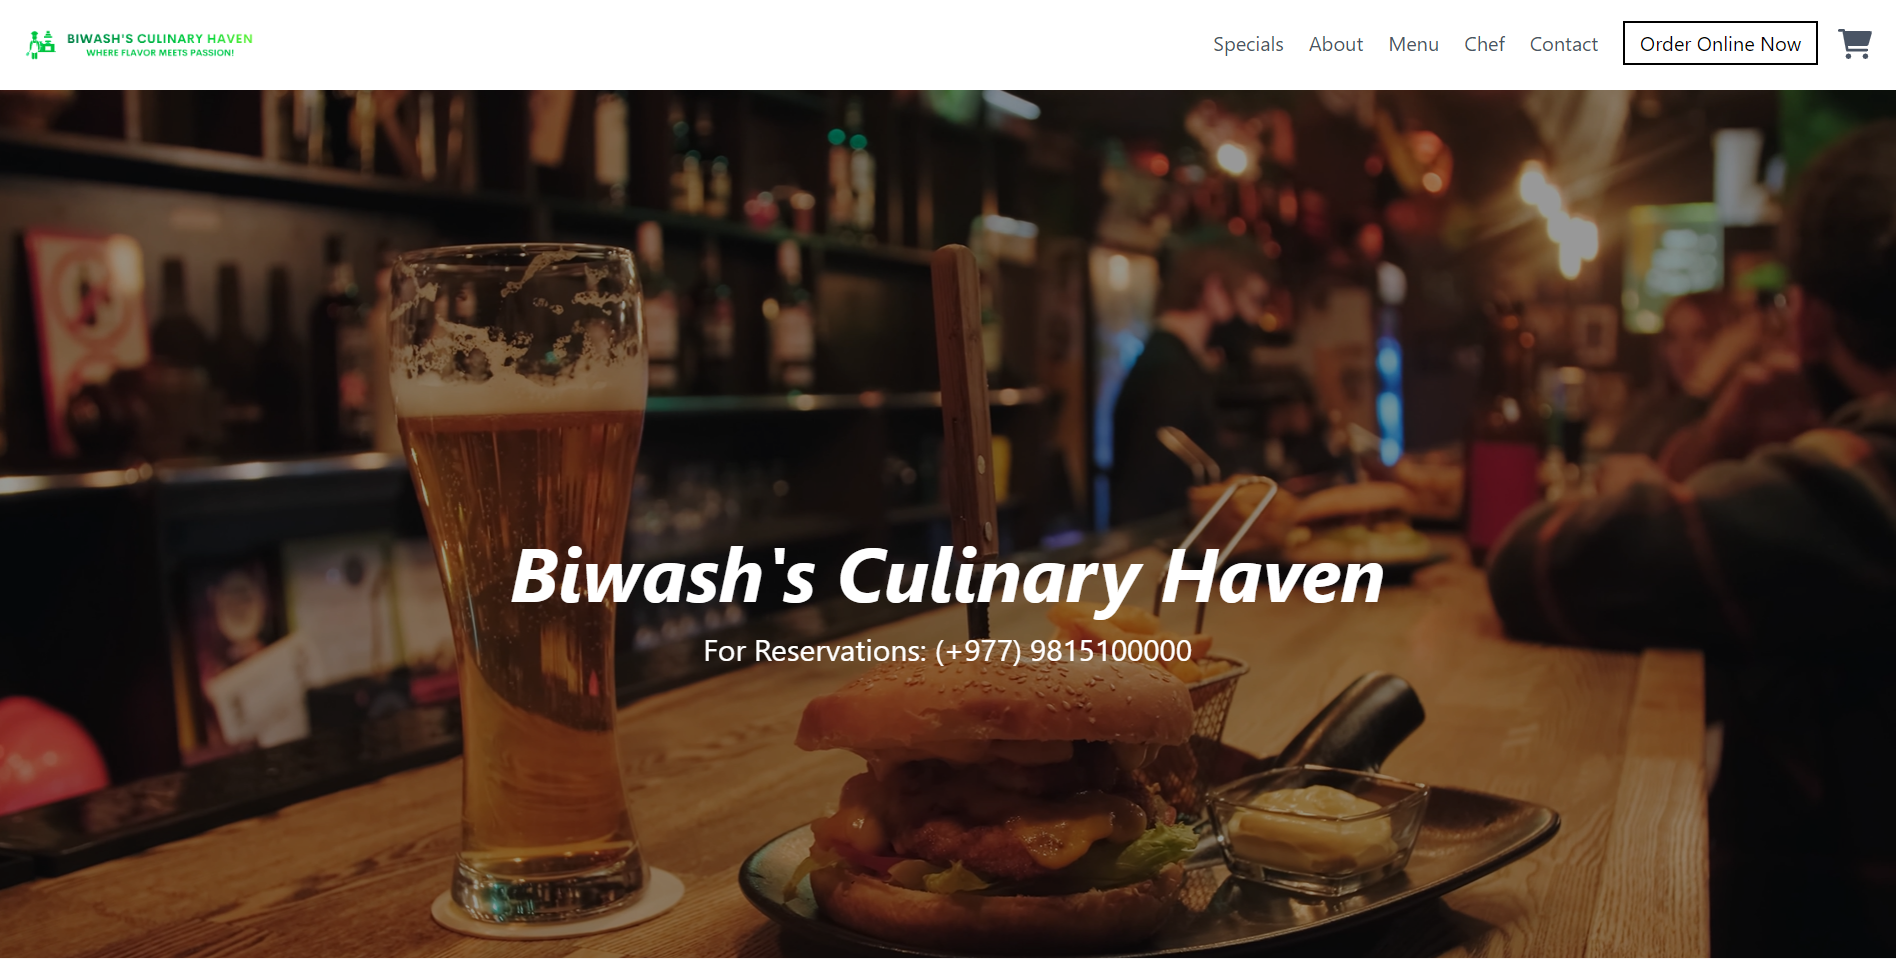 BIWASH'S CULINARY HAVEN
WHERE FLAVOR MEETS PASSION!
Specials About Menu Chef Contact Order Online Now
Biwash's Culinary Haven
For Reservations: (+977) 9815100000